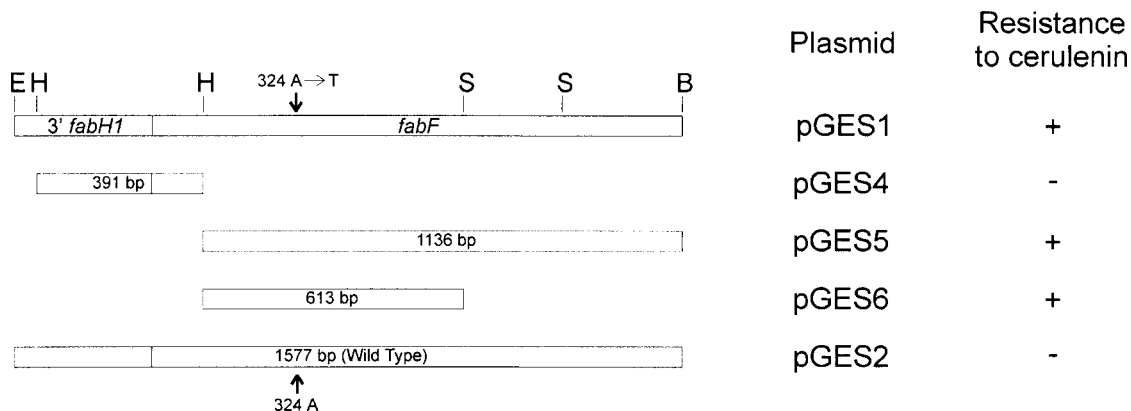 Plasmid
Resistance
to cerulenin
E H H 324 A→T S S B
3' fabH1 fabF pGES1 +
391 bp pGES4 -
1136 bp pGES5 +
613 bp pGES6 +
1577 bp (Wild Type) pGES2 -
324 A